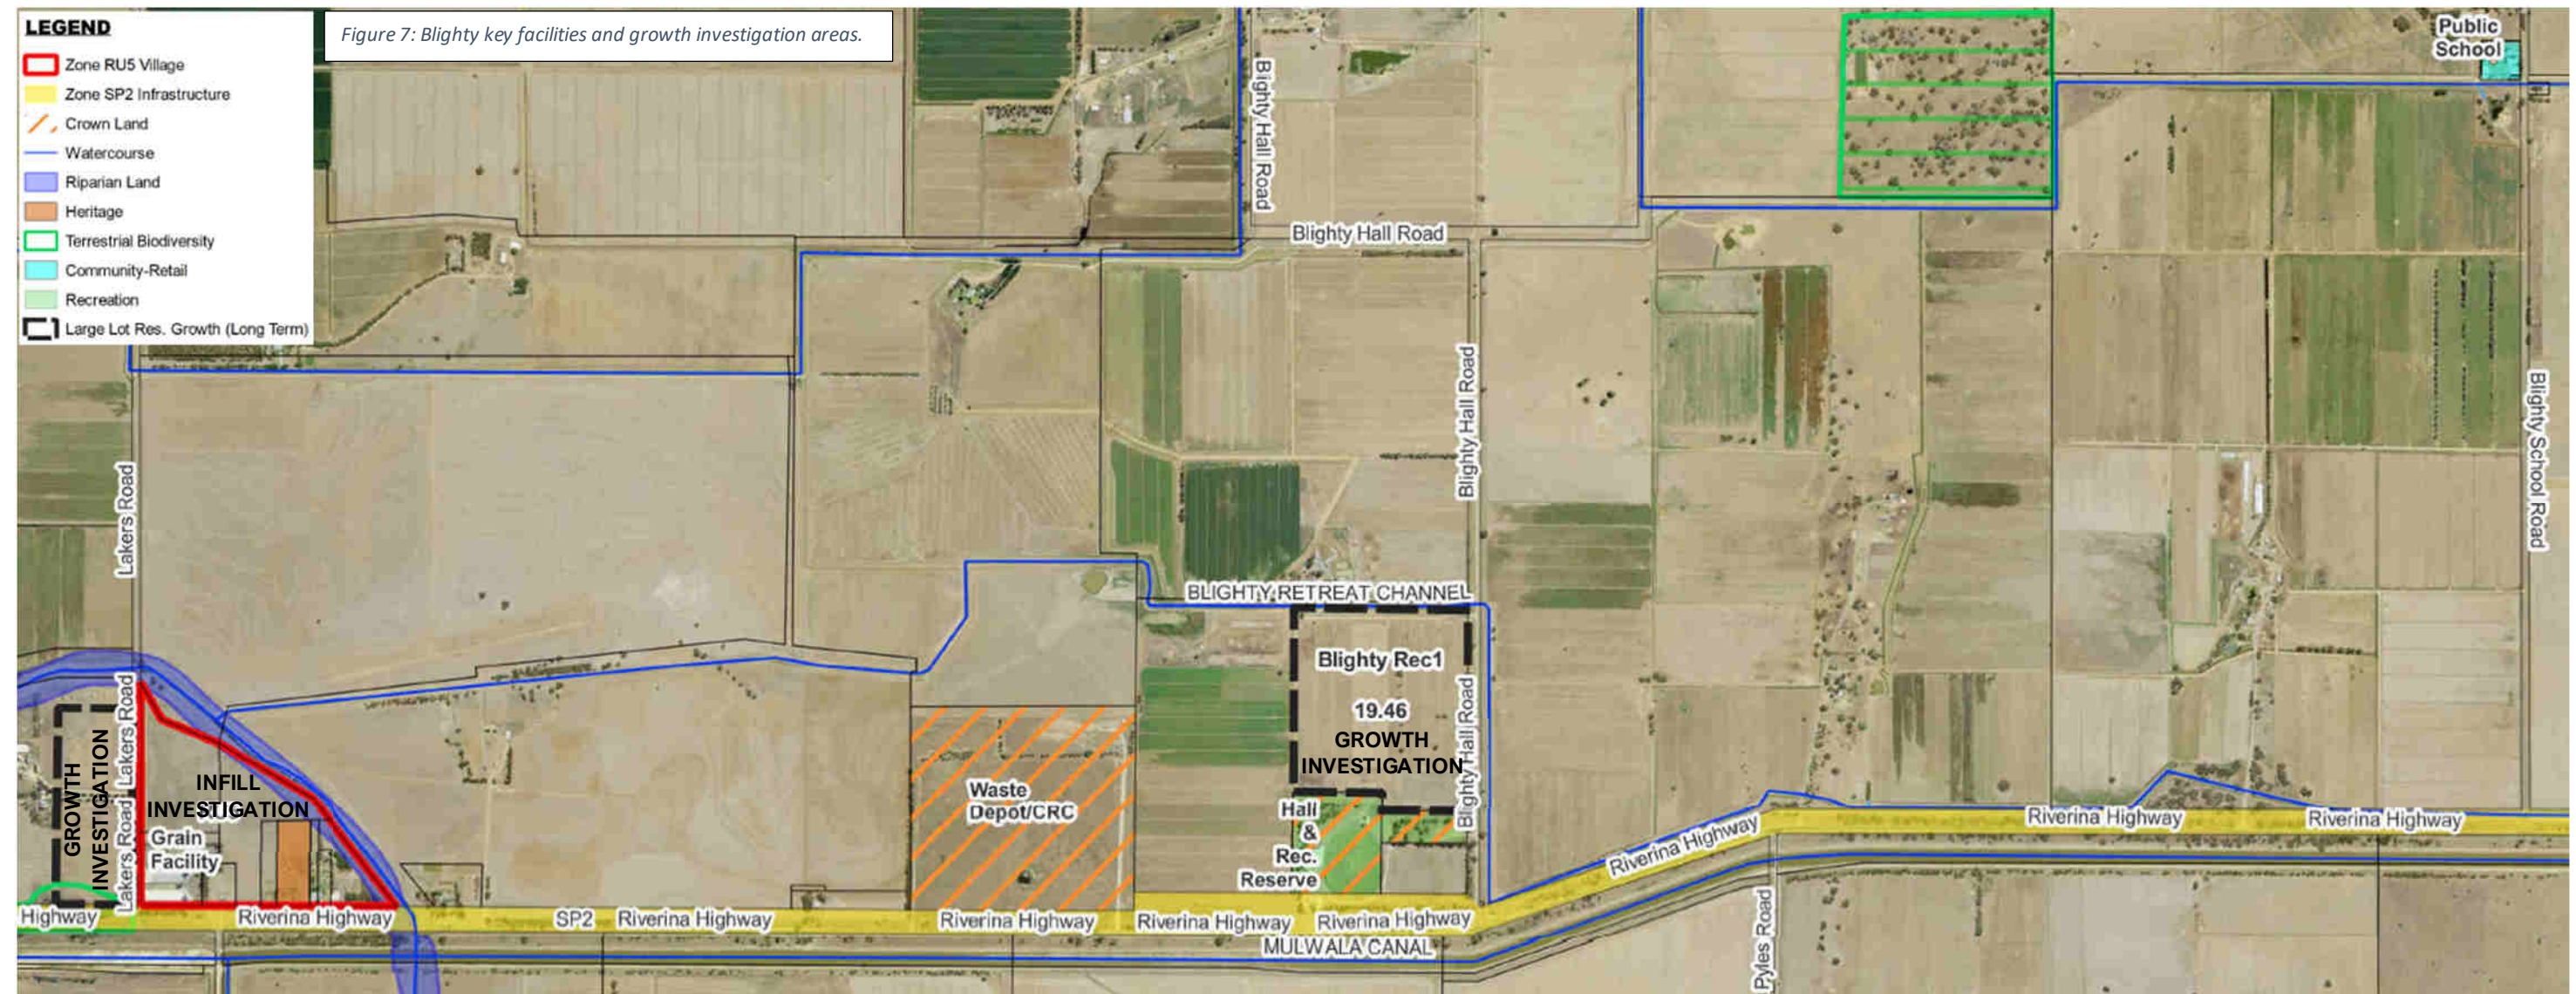 LEGEND
Zone RU5 Village
Zone SP2 Infrastructure
Crown Land
Watercourse
Riparian Land
Heritage
Terrestrial Biodiversity
Community-Retail
Recreation
Large Lot Res. Growth (Long Term)
Figure 7: Blighty key facilities and growth investigation areas.
Public
School
Blighty Hall Road
Blighty Hall Road
Blighty Hall Road
Blighty School Road
Lakers Road
BLIGHTY RETREAT CHANNEL
Blighty Rec1
19.46
GROWTH
INVESTIGATION
Blighty Hall Road
Lakers Road
Lakers Road
GROWTH
INVESTIGATION
INFILL
INVESTIGATION
Grain
Facility
Waste
Depot/CRC
Hall
&
Rec.
Reserve
Highway
Riverina Highway
SP2
Riverina Highway
Riverina Highway
Riverina Highway
Riverina Highway
Riverina Highway
Riverina Highway
Riverina Highway
MULWALA CANAL
Pyles Road